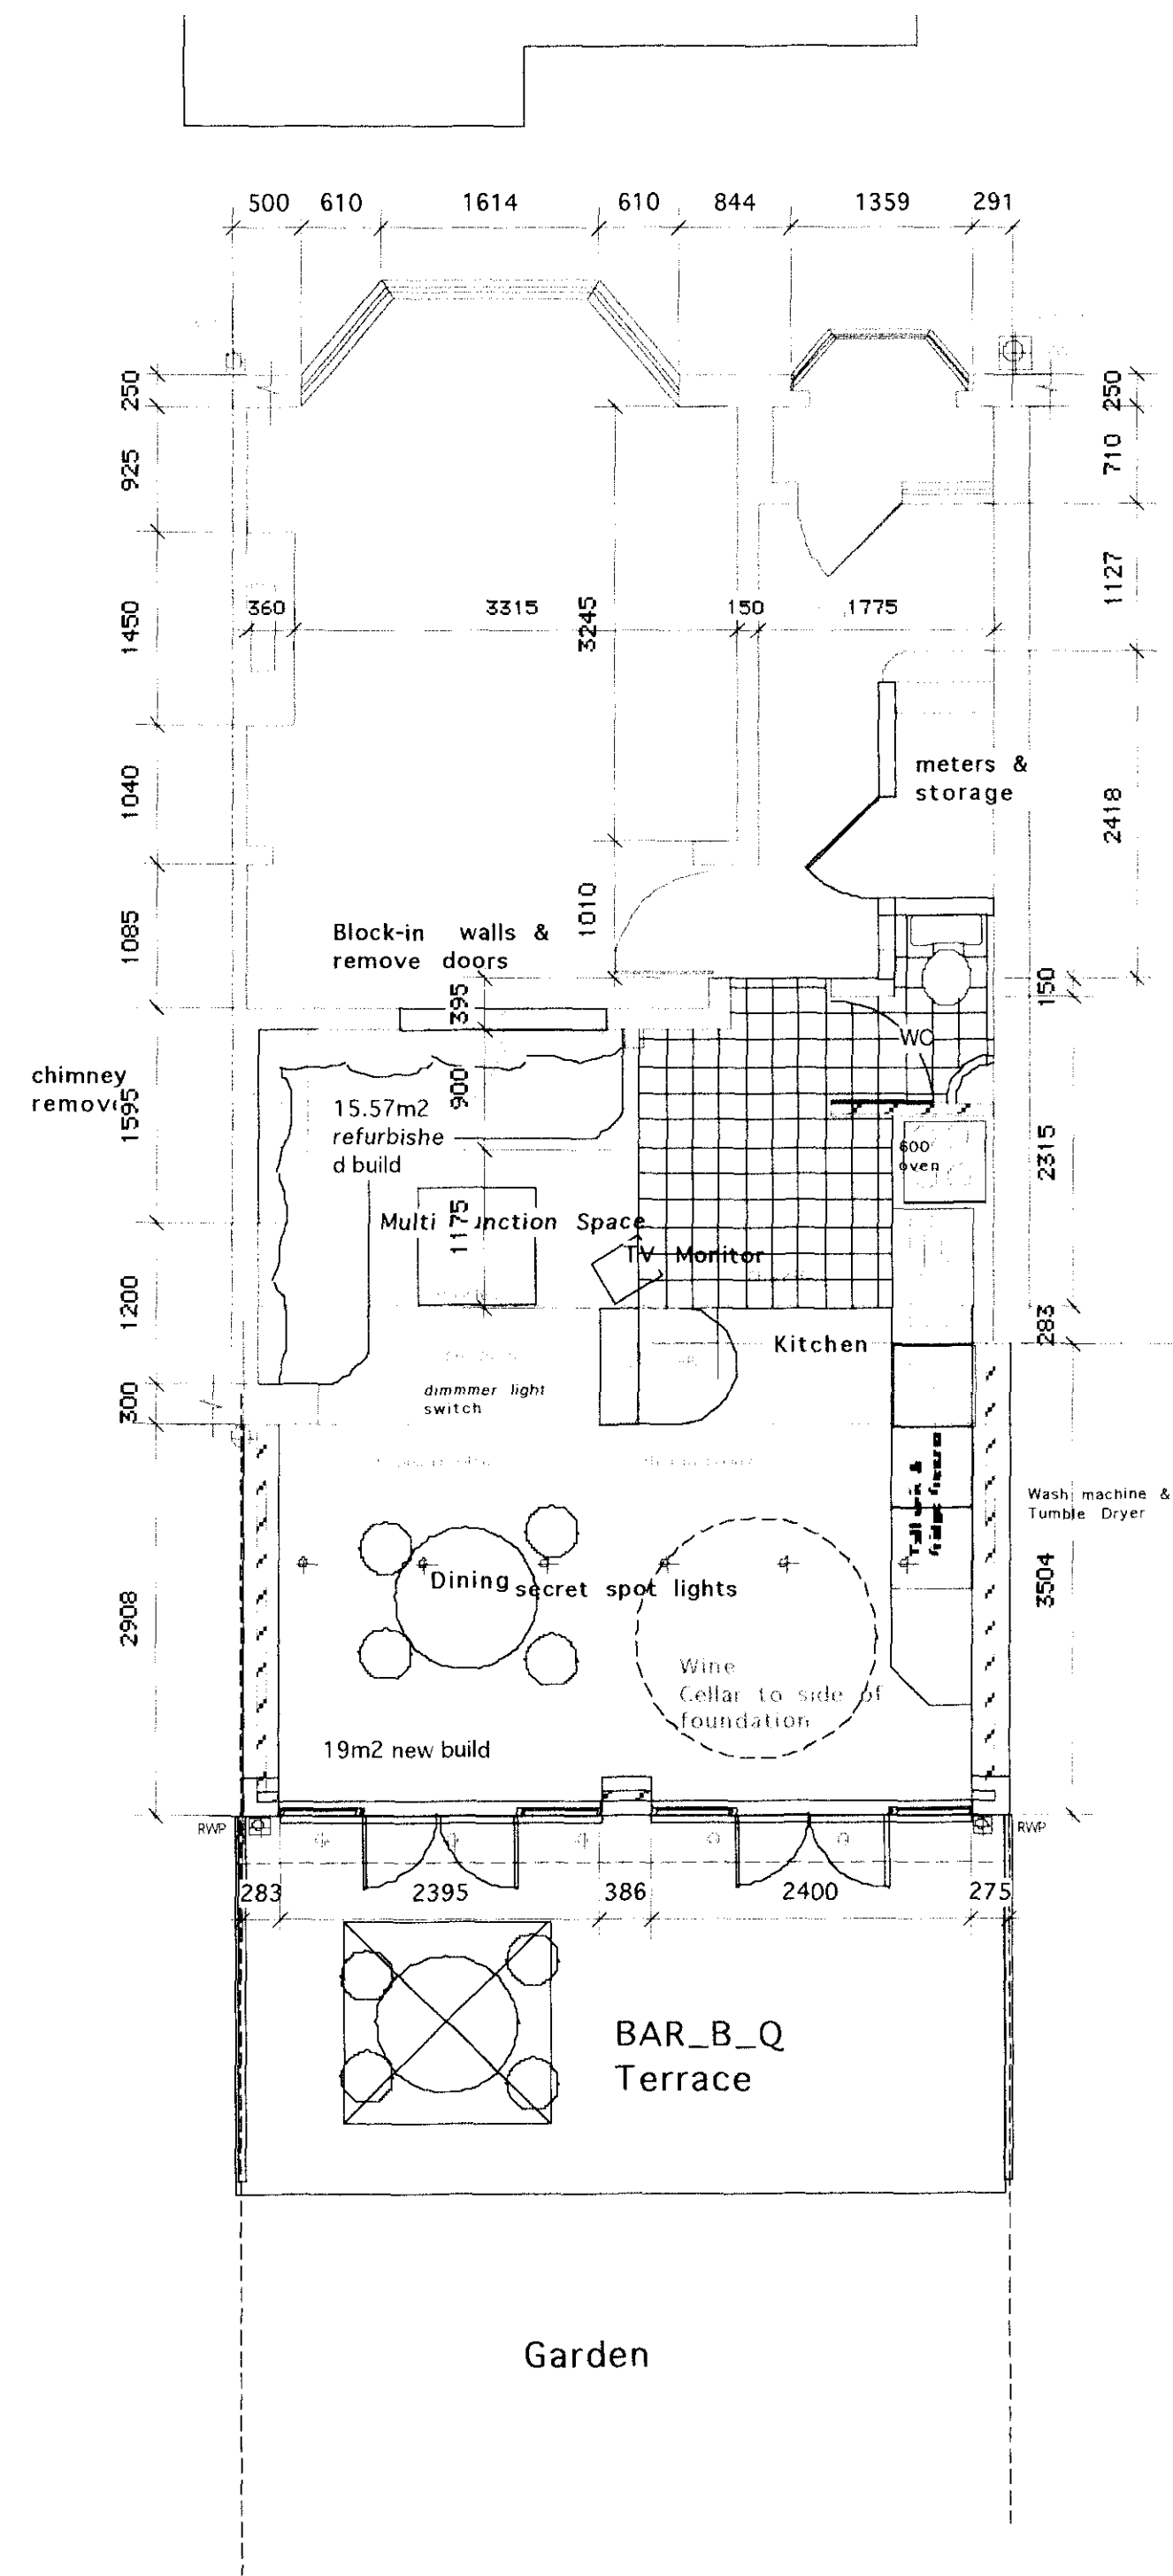 500 610 1614 610 844 1359 291
250
250
925
710
1127
360 3315 150 1775
3245
1450
meters &
storage
1040
2418
1010
1085
Block-in walls &
remove doors
395
150
WC
chimney
1595
900
15.57m2
refurbishe
d build
2315
600
oven
1175
Multi
Space
TV Monitor
1200
283
Kitchen
300
dimmmer light
switch
Wash machine &
Tumble Dryer
3504
2908
Dining
secret spot lights
Wine
Cellar to side of
foundation
19m2 new build
RWP
RWP
283 2395 386 2400 275
BAR_B_Q
Terrace
Garden